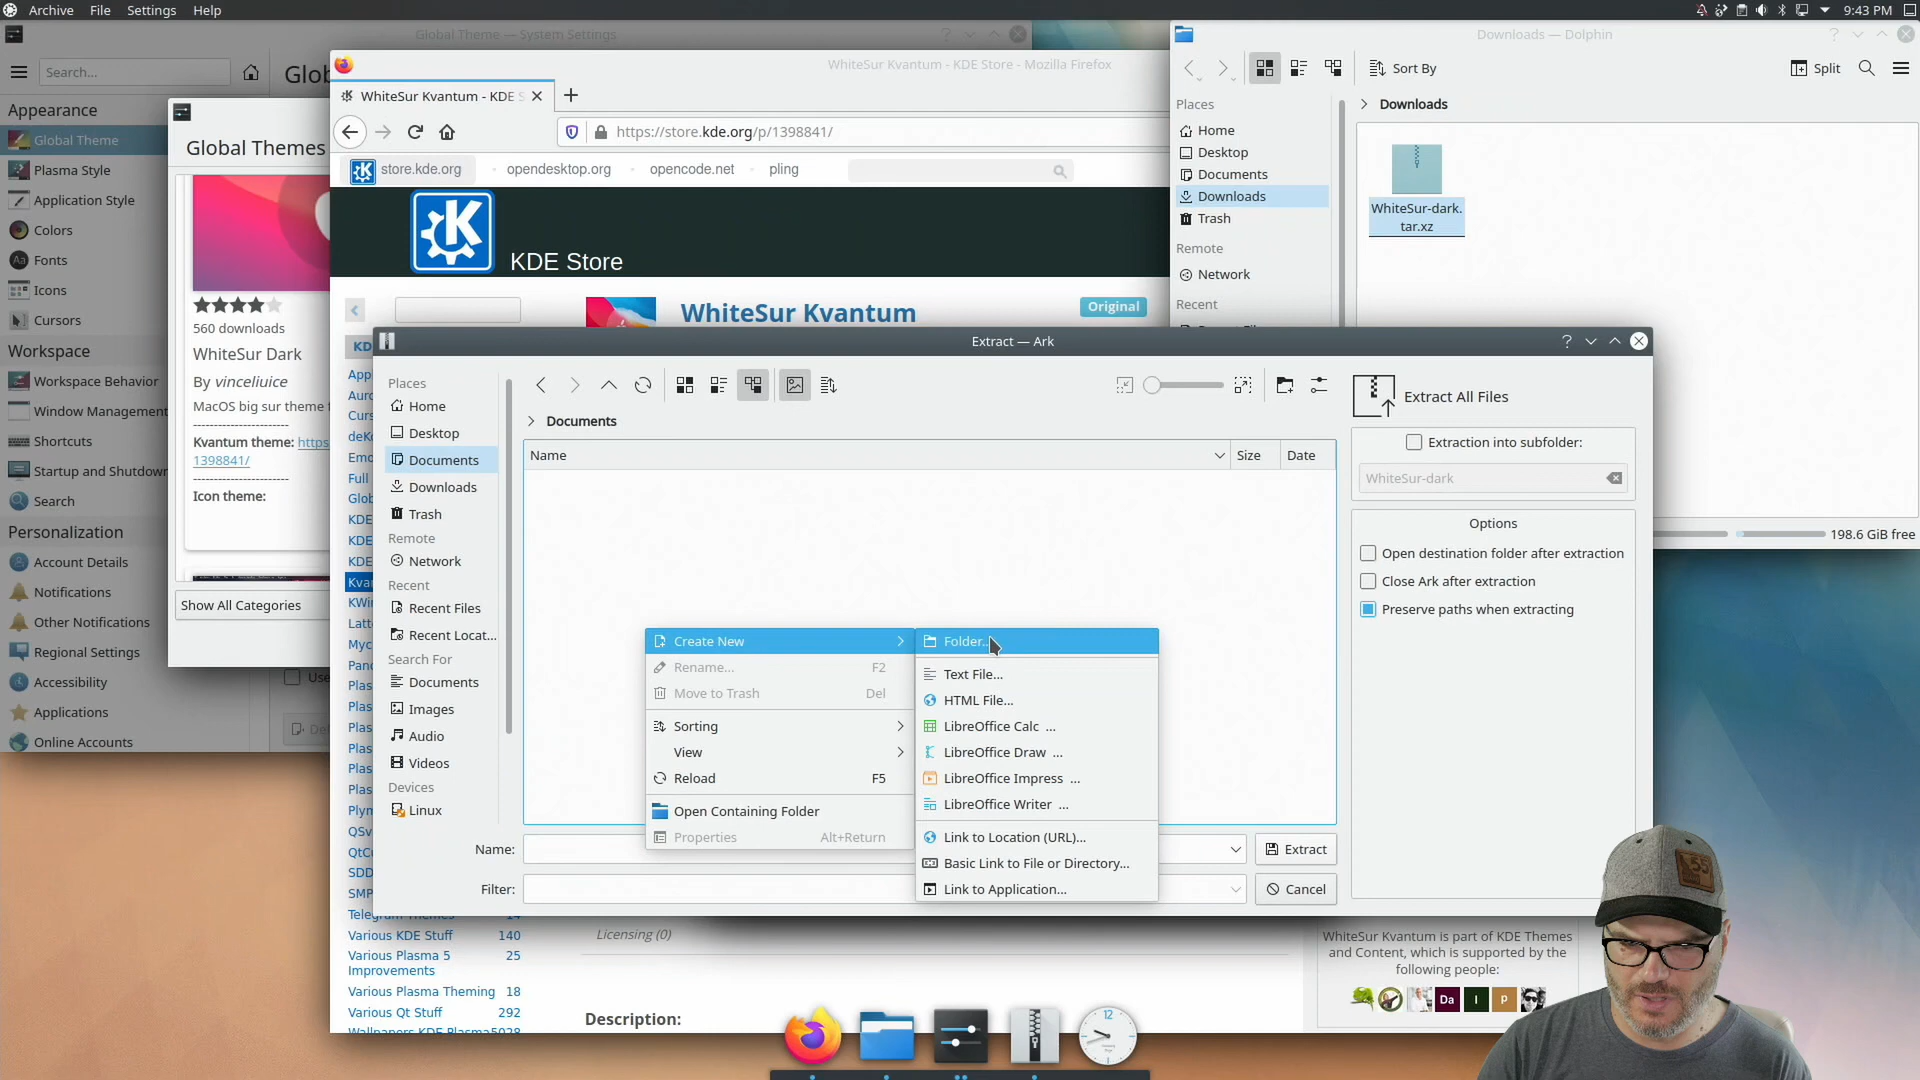 Archive File Settings Help
9:43 PM
Global Theme — System Settings
Search...
Appearance
Global Theme
Plasma Style
Application Style
Colors
Fonts
Icons
Cursors
Workspace
Workspace Behavior
Window Management
Shortcuts
Startup and Shutdown
Search
Personalization
Account Details
Notifications
Other Notifications
Regional Settings
Accessibility
Applications
Online Accounts
Global Themes
560 downloads
WhiteSur Dark
By vinceliuice
MacOS big sur theme f
-----------------------
Kvantum theme: https
1398841/
-----------------------
Icon theme:
Show All Categories
WhiteSur Kvantum - KDE Store - Mozilla Firefox
WhiteSur Kvantum - KDE S
https://store.kde.org/p/1398841/
store.kde.org
opendesktop.org
opencode.net
pling
KDE Store
WhiteSur Kvantum
Original
Various KDE Stuff 140
Various Plasma 5 25
Improvements
Various Plasma Theming 18
Various Qt Stuff 292
Licensing (0)
Description:
WhiteSur Kvantum is part of KDE Themes
and Content, which is supported by the
following people:
Da I P
Downloads — Dolphin
Sort By
Split
Places
Home
Desktop
Documents
Downloads
Trash
Remote
Network
Recent
Downloads
WhiteSur-dark.
tar.xz
198.6 GiB free
Extract — Ark
Places
Home
Desktop
Documents
Downloads
Trash
Remote
Network
Recent
Recent Files
Recent Locat...
Search For
Documents
Images
Audio
Videos
Devices
Linux
Documents
Name Size Date
Create New
Rename... F2
Move to Trash Del
Sorting
View
Reload F5
Open Containing Folder
Properties Alt+Return
Folder...
Text File...
HTML File...
LibreOffice Calc ...
LibreOffice Draw ...
LibreOffice Impress ...
LibreOffice Writer ...
Link to Location (URL)...
Basic Link to File or Directory...
Link to Application...
Name:
Extract
Filter:
Cancel
Extract All Files
Extraction into subfolder:
WhiteSur-dark
Options
Open destination folder after extraction
Close Ark after extraction
Preserve paths when extracting
12